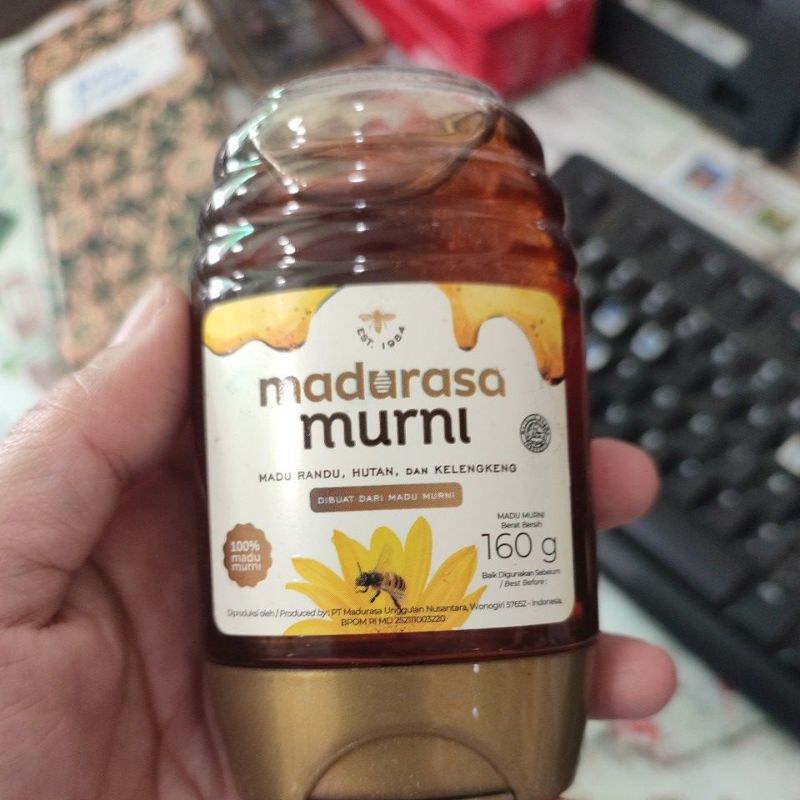 EST. 1984
madurasa
murni
MADU RANDU, HUTAN, DAN KELENGKENG
DIBUAT DARI MADU MURNI
100%
madu
murni
MADU MURNI
Berat Bersih
160 g
Baik Digunakan Sebelum
/ Best Before :
Diproduksi oleh / Produced by : PT Madurasa Unggulan Nusantara, Wonogiri 57652 - Indonesia.
BPOM RI MD 252111003220